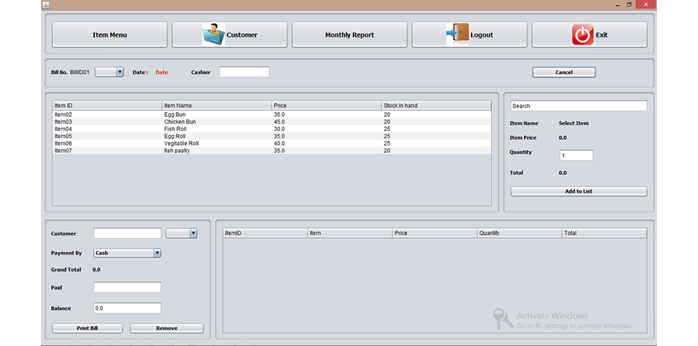 Item Menu Customer Monthly Report Logout Exit
Bill No. BillID01 Date : Date Cashier Cancel
Item ID Item Name Price Stock in hand
Item02 Egg Bun 35.0 20
Item03 Chicken Bun 45.0 20
Item04 Fish Roll 30.0 25
Item05 Egg Roll 35.0 25
Item06 Vegitable Roll 40.0 25
Item07 fish pastry 35.0 20
Search
Item Name Select Item
Item Price 0.0
Quantity 1
Total 0.0
Add to List
Customer
Payment By Cash
Grand Total 0.0
Paid
Balance 0.0
Print Bill Remove
ItemID Item Price Quantity Total
Activate Windows
Go to PC settings to activate Windows.